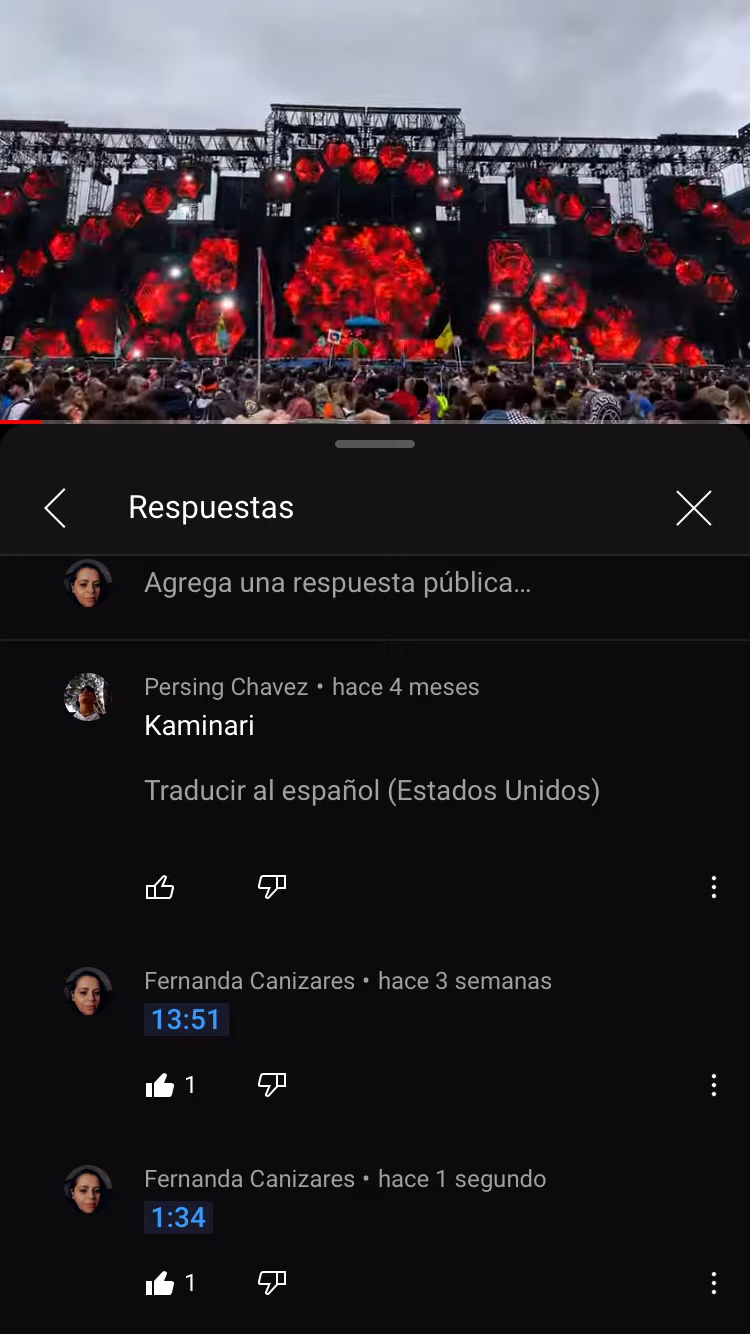 Respuestas
Agrega una respuesta pública...
Persing Chavez • hace 4 meses
Kaminari
Traducir al español (Estados Unidos)
Fernanda Canizares • hace 3 semanas
13:51
1
Fernanda Canizares • hace 1 segundo
1:34
1